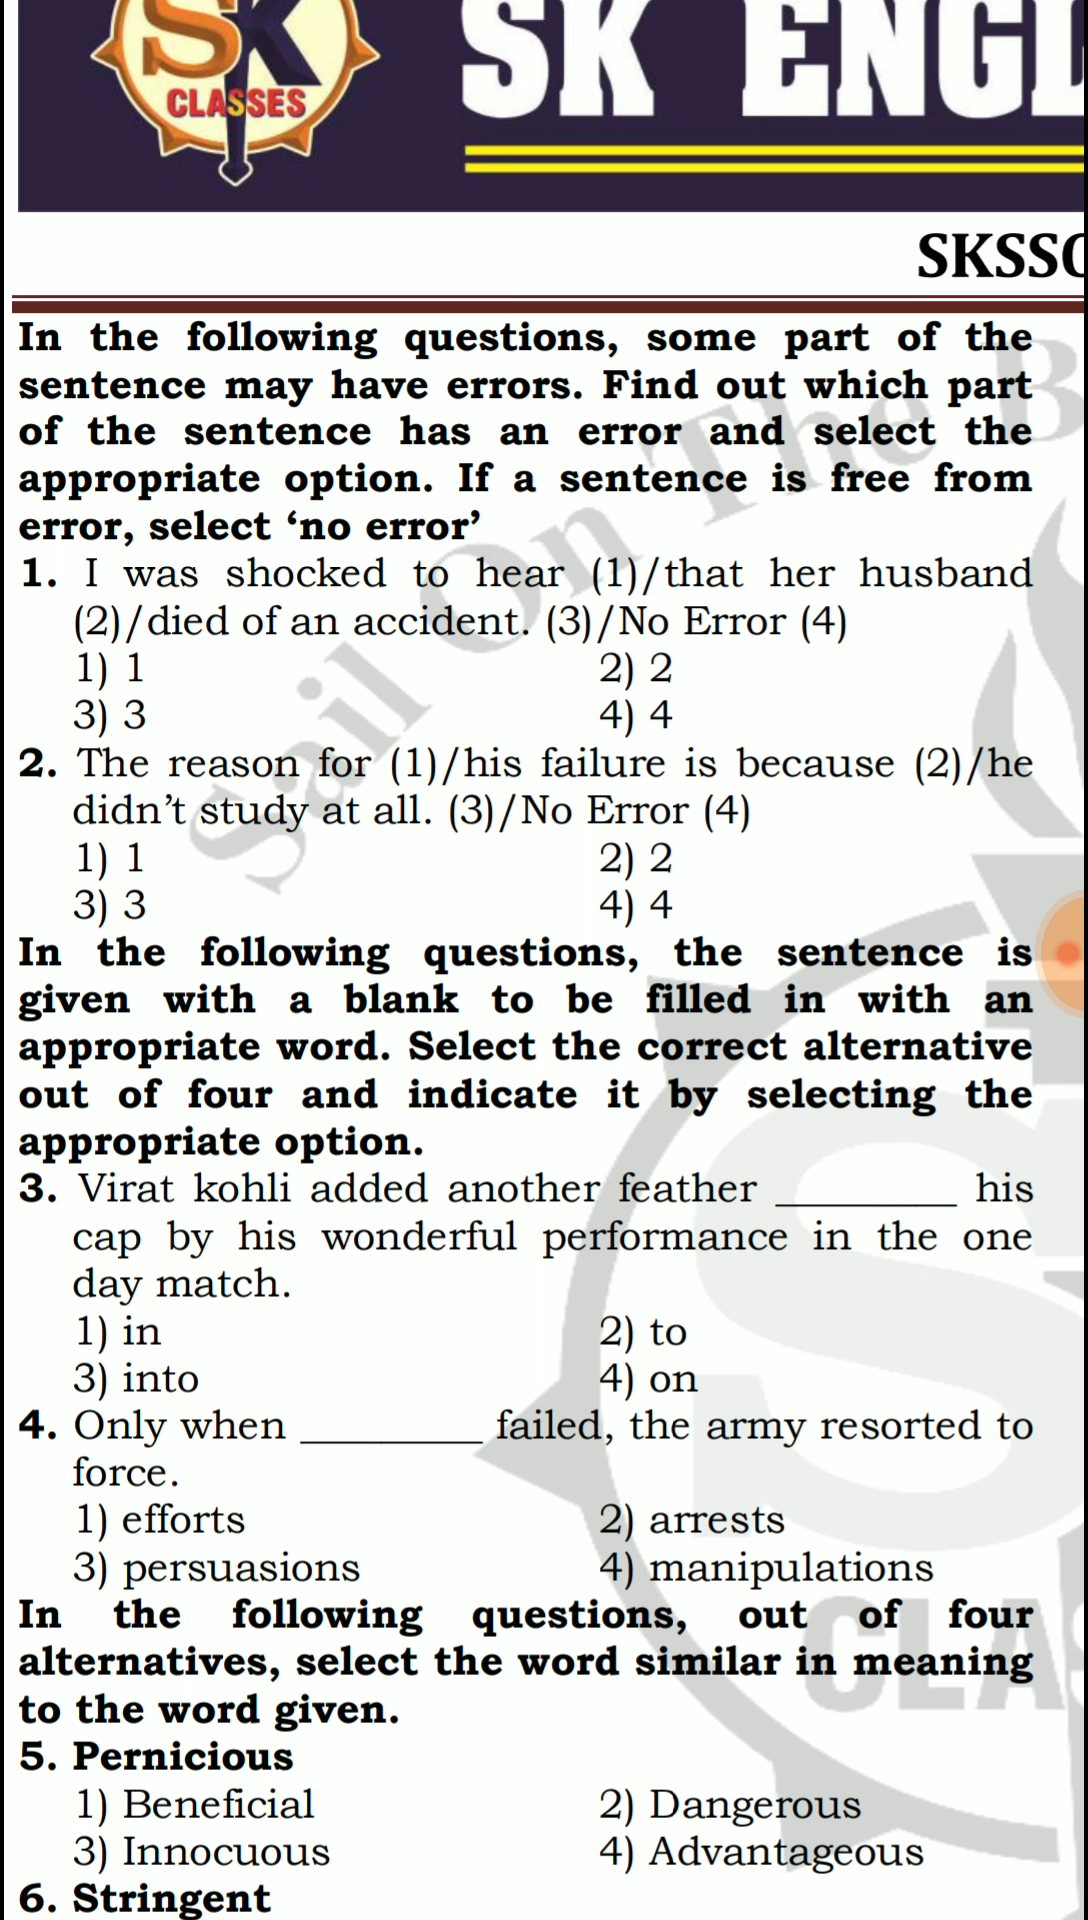 SK
CLASSES
SK ENGL
SKSSC
In the following questions, some part of the
sentence may have errors. Find out which part
of the sentence has an error and select the
appropriate option. If a sentence is free from
error, select ‘no error’
1. I was shocked to hear (1)/that her husband
(2)/died of an accident. (3)/No Error (4)
1) 1 2) 2
3) 3 4) 4
2. The reason for (1)/his failure is because (2)/he
didn’t study at all. (3)/No Error (4)
1) 1 2) 2
3) 3 4) 4
In the following questions, the sentence is
given with a blank to be filled in with an
appropriate word. Select the correct alternative
out of four and indicate it by selecting the
appropriate option.
3. Virat kohli added another feather _________ his
cap by his wonderful performance in the one
day match.
1) in 2) to
3) into 4) on
4. Only when _________ failed, the army resorted to
force.
1) efforts 2) arrests
3) persuasions 4) manipulations
In the following questions, out of four
alternatives, select the word similar in meaning
to the word given.
5. Pernicious
1) Beneficial 2) Dangerous
3) Innocuous 4) Advantageous
6. Stringent
Sail On The B
CLAS